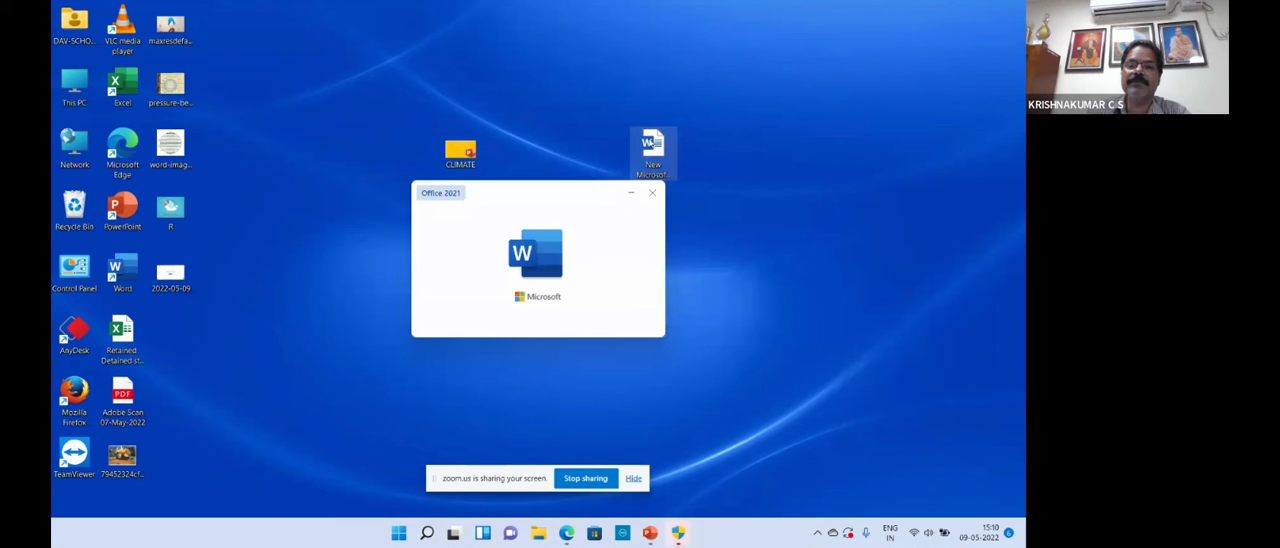 DAV-SCHO...
VLC media
player
maxresdefa...
This PC
Excel
pressure-be...
Network
Microsoft
Edge
word-imag...
Recycle Bin
PowerPoint
R
Control Panel
Word
2022-05-09
AnyDesk
Retained
Detained st...
Mozilla
Firefox
PDF
Adobe Scan
07-May-2022
TeamViewer
79452324cf...
CLIMATE
New
Microsof...
Office 2021
W
Microsoft
zoom.us is sharing your screen.
Stop sharing
Hide
ENG
IN
15:10
09-05-2022
6
KRISHNAKUMAR C S